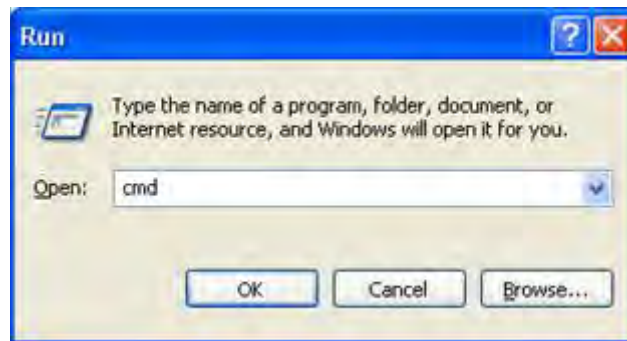 Run
Type the name of a program, folder, document, or
Internet resource, and Windows will open it for you.
Open: cmd
OK Cancel Browse...